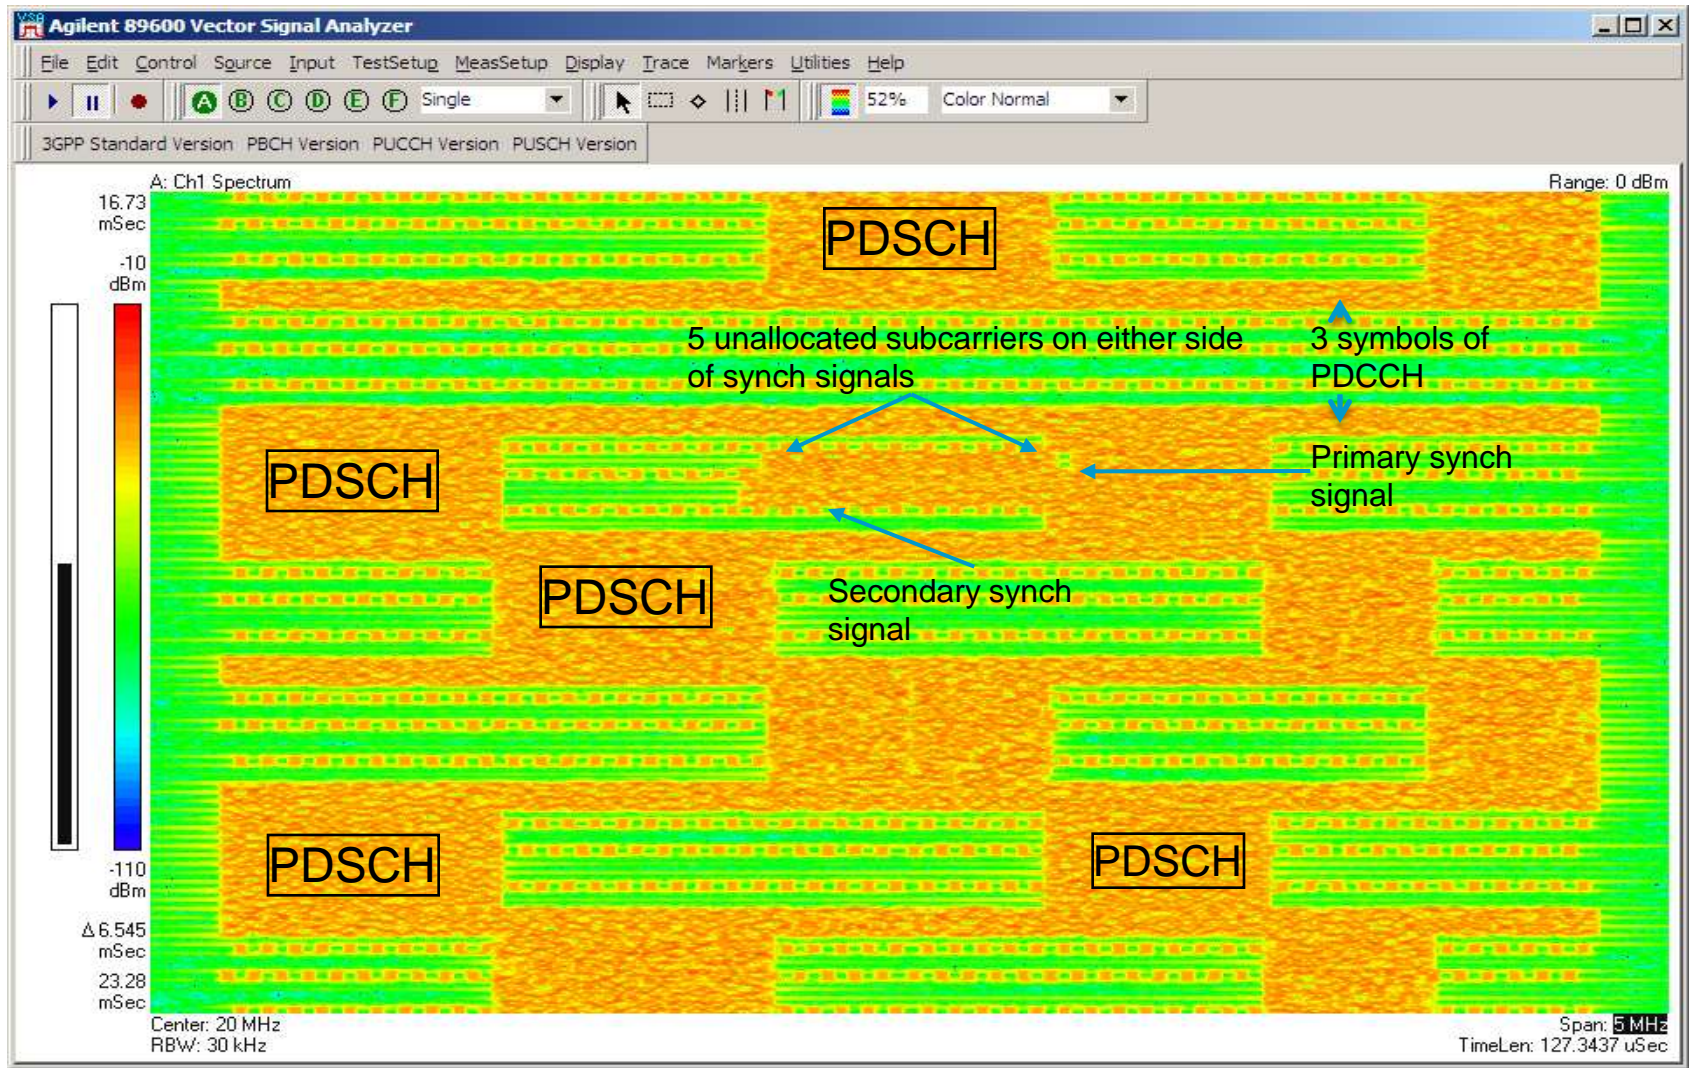 VSA
Agilent 89600 Vector Signal Analyzer
File Edit Control Source Input TestSetup MeasSetup Display Trace Markers Utilities Help
A B C D E F Single 52% Color Normal
3GPP Standard Version PBCH Version PUCCH Version PUSCH Version
A: Ch1 Spectrum Range: 0 dBm
16.73
mSec
-10
dBm
PDSCH
5 unallocated subcarriers on either side
of synch signals
3 symbols of
PDCCH
PDSCH
Primary synch
signal
PDSCH
Secondary synch
signal
PDSCH
PDSCH
-110
dBm
Δ 6.545
mSec
23.28
mSec
Center: 20 MHz Span: 5 MHz
RBW: 30 kHz TimeLen: 127.3437 uSec